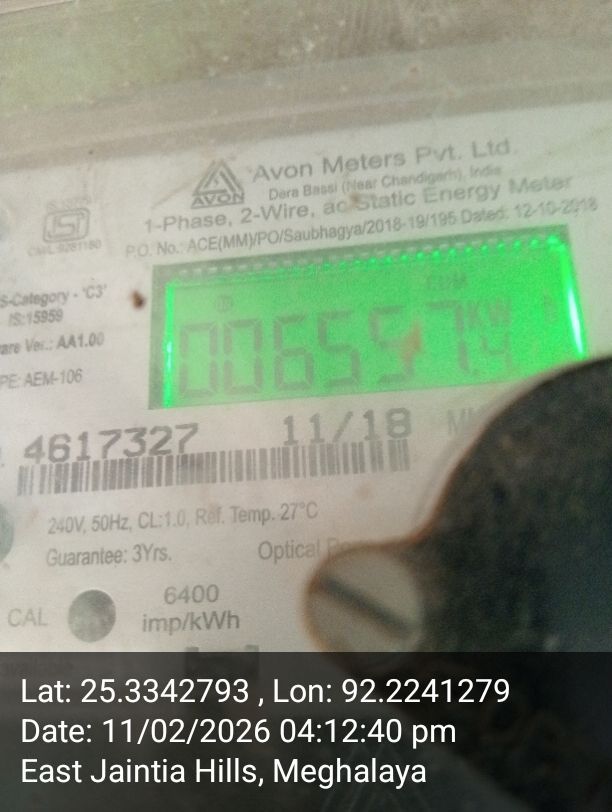 Avon Meters Pvt. Ltd.
AVON
Dera Bassi (Near Chandigarh), India
1-Phase, 2-Wire, ac Static Energy Meter
P.O. No.: ACE(MM)/PO/Saubhagya/2018-19/195 Dated: 12-10-2018
S-Category - 'C3'
IS:15959
are Ver.: AA1.00
PE: AEM-106
CUM
006557.4 KW
4617327 11/18
240V, 50Hz, CL:1.0, Ref. Temp. 27°C
Guarantee: 3Yrs. Optical
6400
CAL imp/kWh
Lat: 25.3342793 , Lon: 92.2241279
Date: 11/02/2026 04:12:40 pm
East Jaintia Hills, Meghalaya